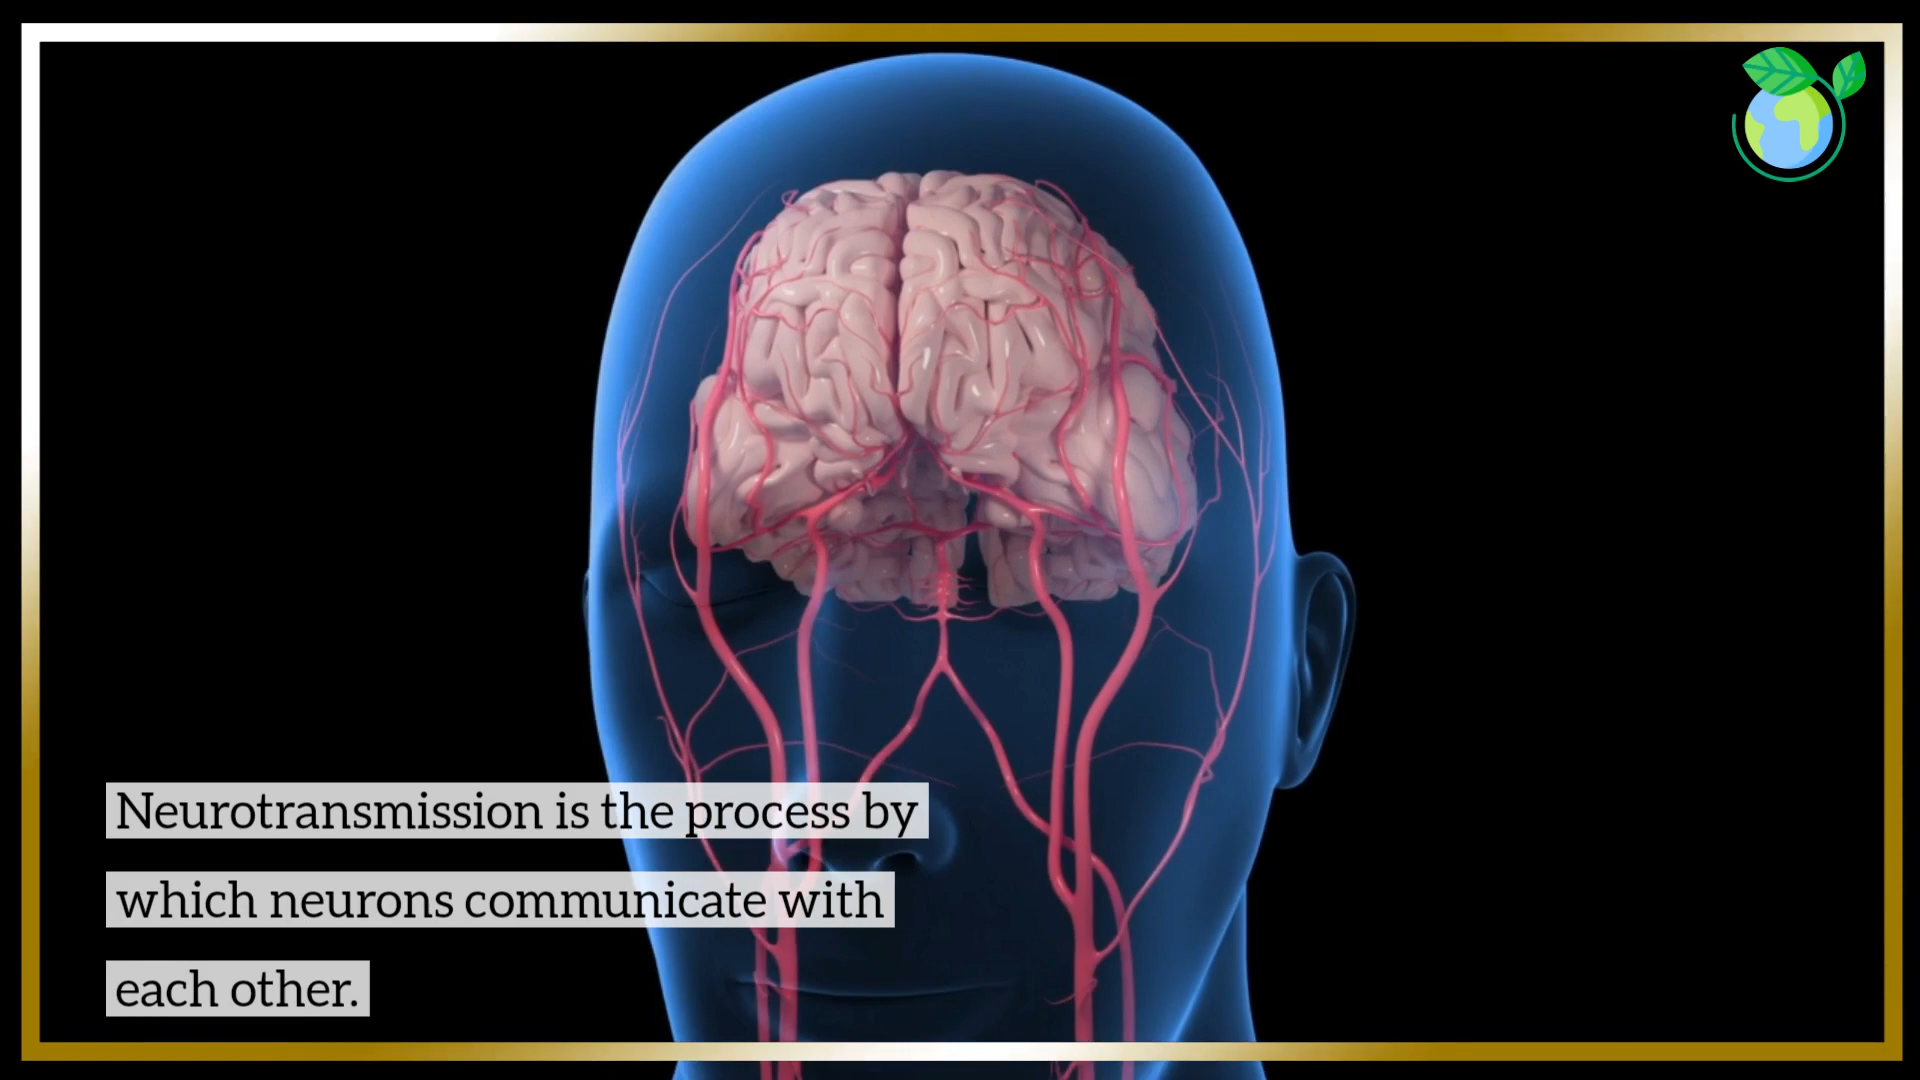 Neurotransmission is the process by
which neurons communicate with
each other.